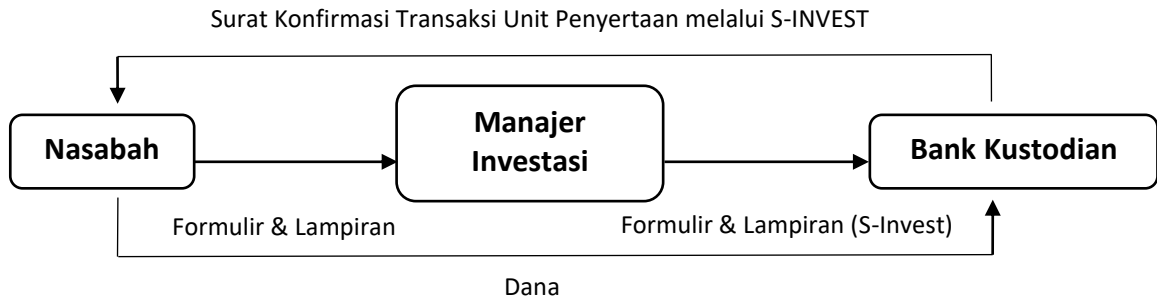 Surat Konfirmasi Transaksi Unit Penyertaan melalui S-INVEST
Nasabah
Manajer
Investasi
Bank Kustodian
Formulir & Lampiran
Formulir & Lampiran (S-Invest)
Dana